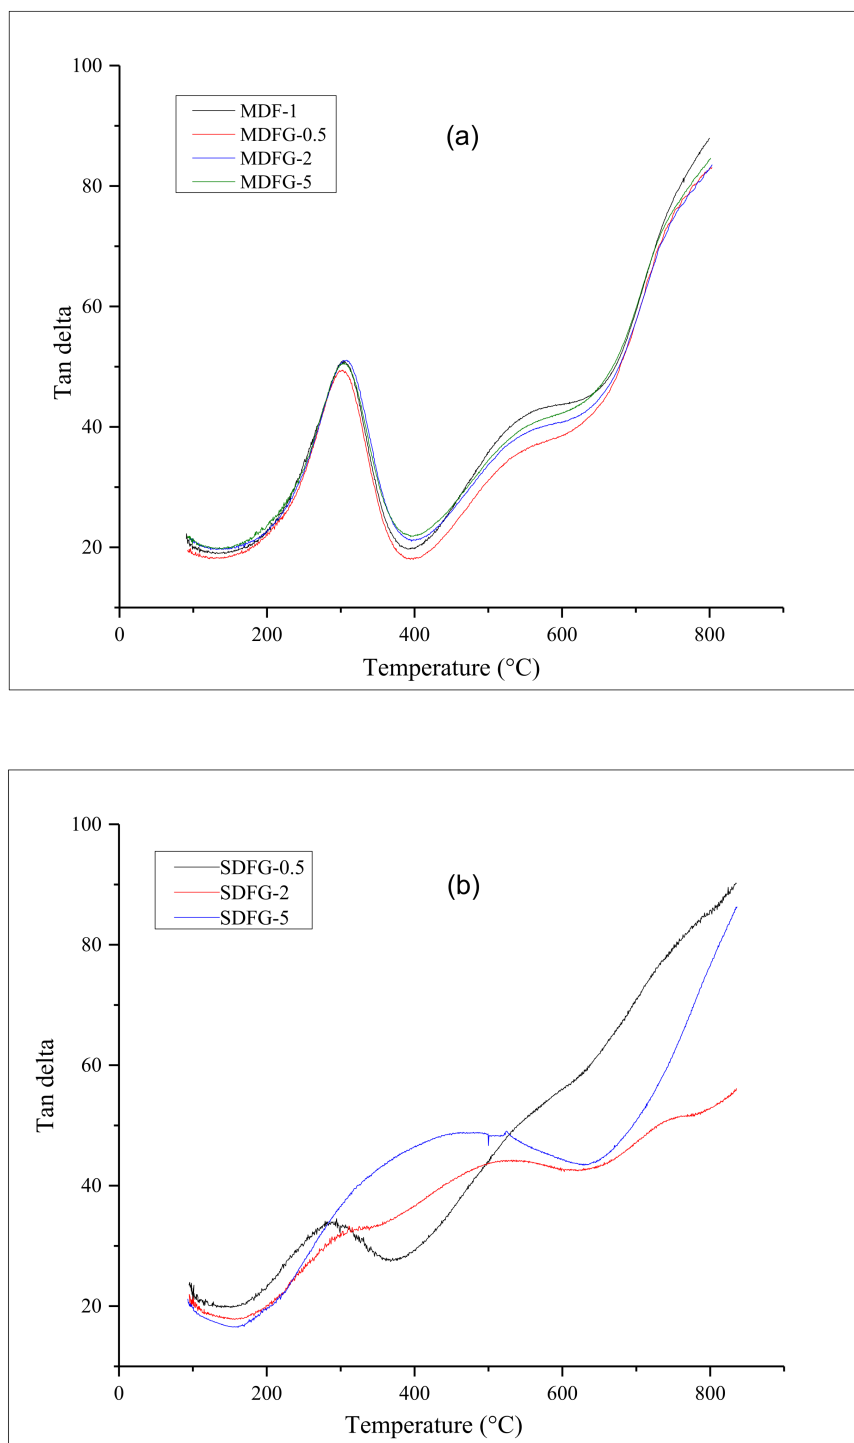 100
MDF-1
MDFG-0.5
MDFG-2
MDFG-5
(a)
80
60
Tan delta
40
20
0
200
400
600
800
Temperature (°C)
100
SDFG-0.5
SDFG-2
SDFG-5
(b)
80
60
Tan delta
40
20
0
200
400
600
800
Temperature (°C)